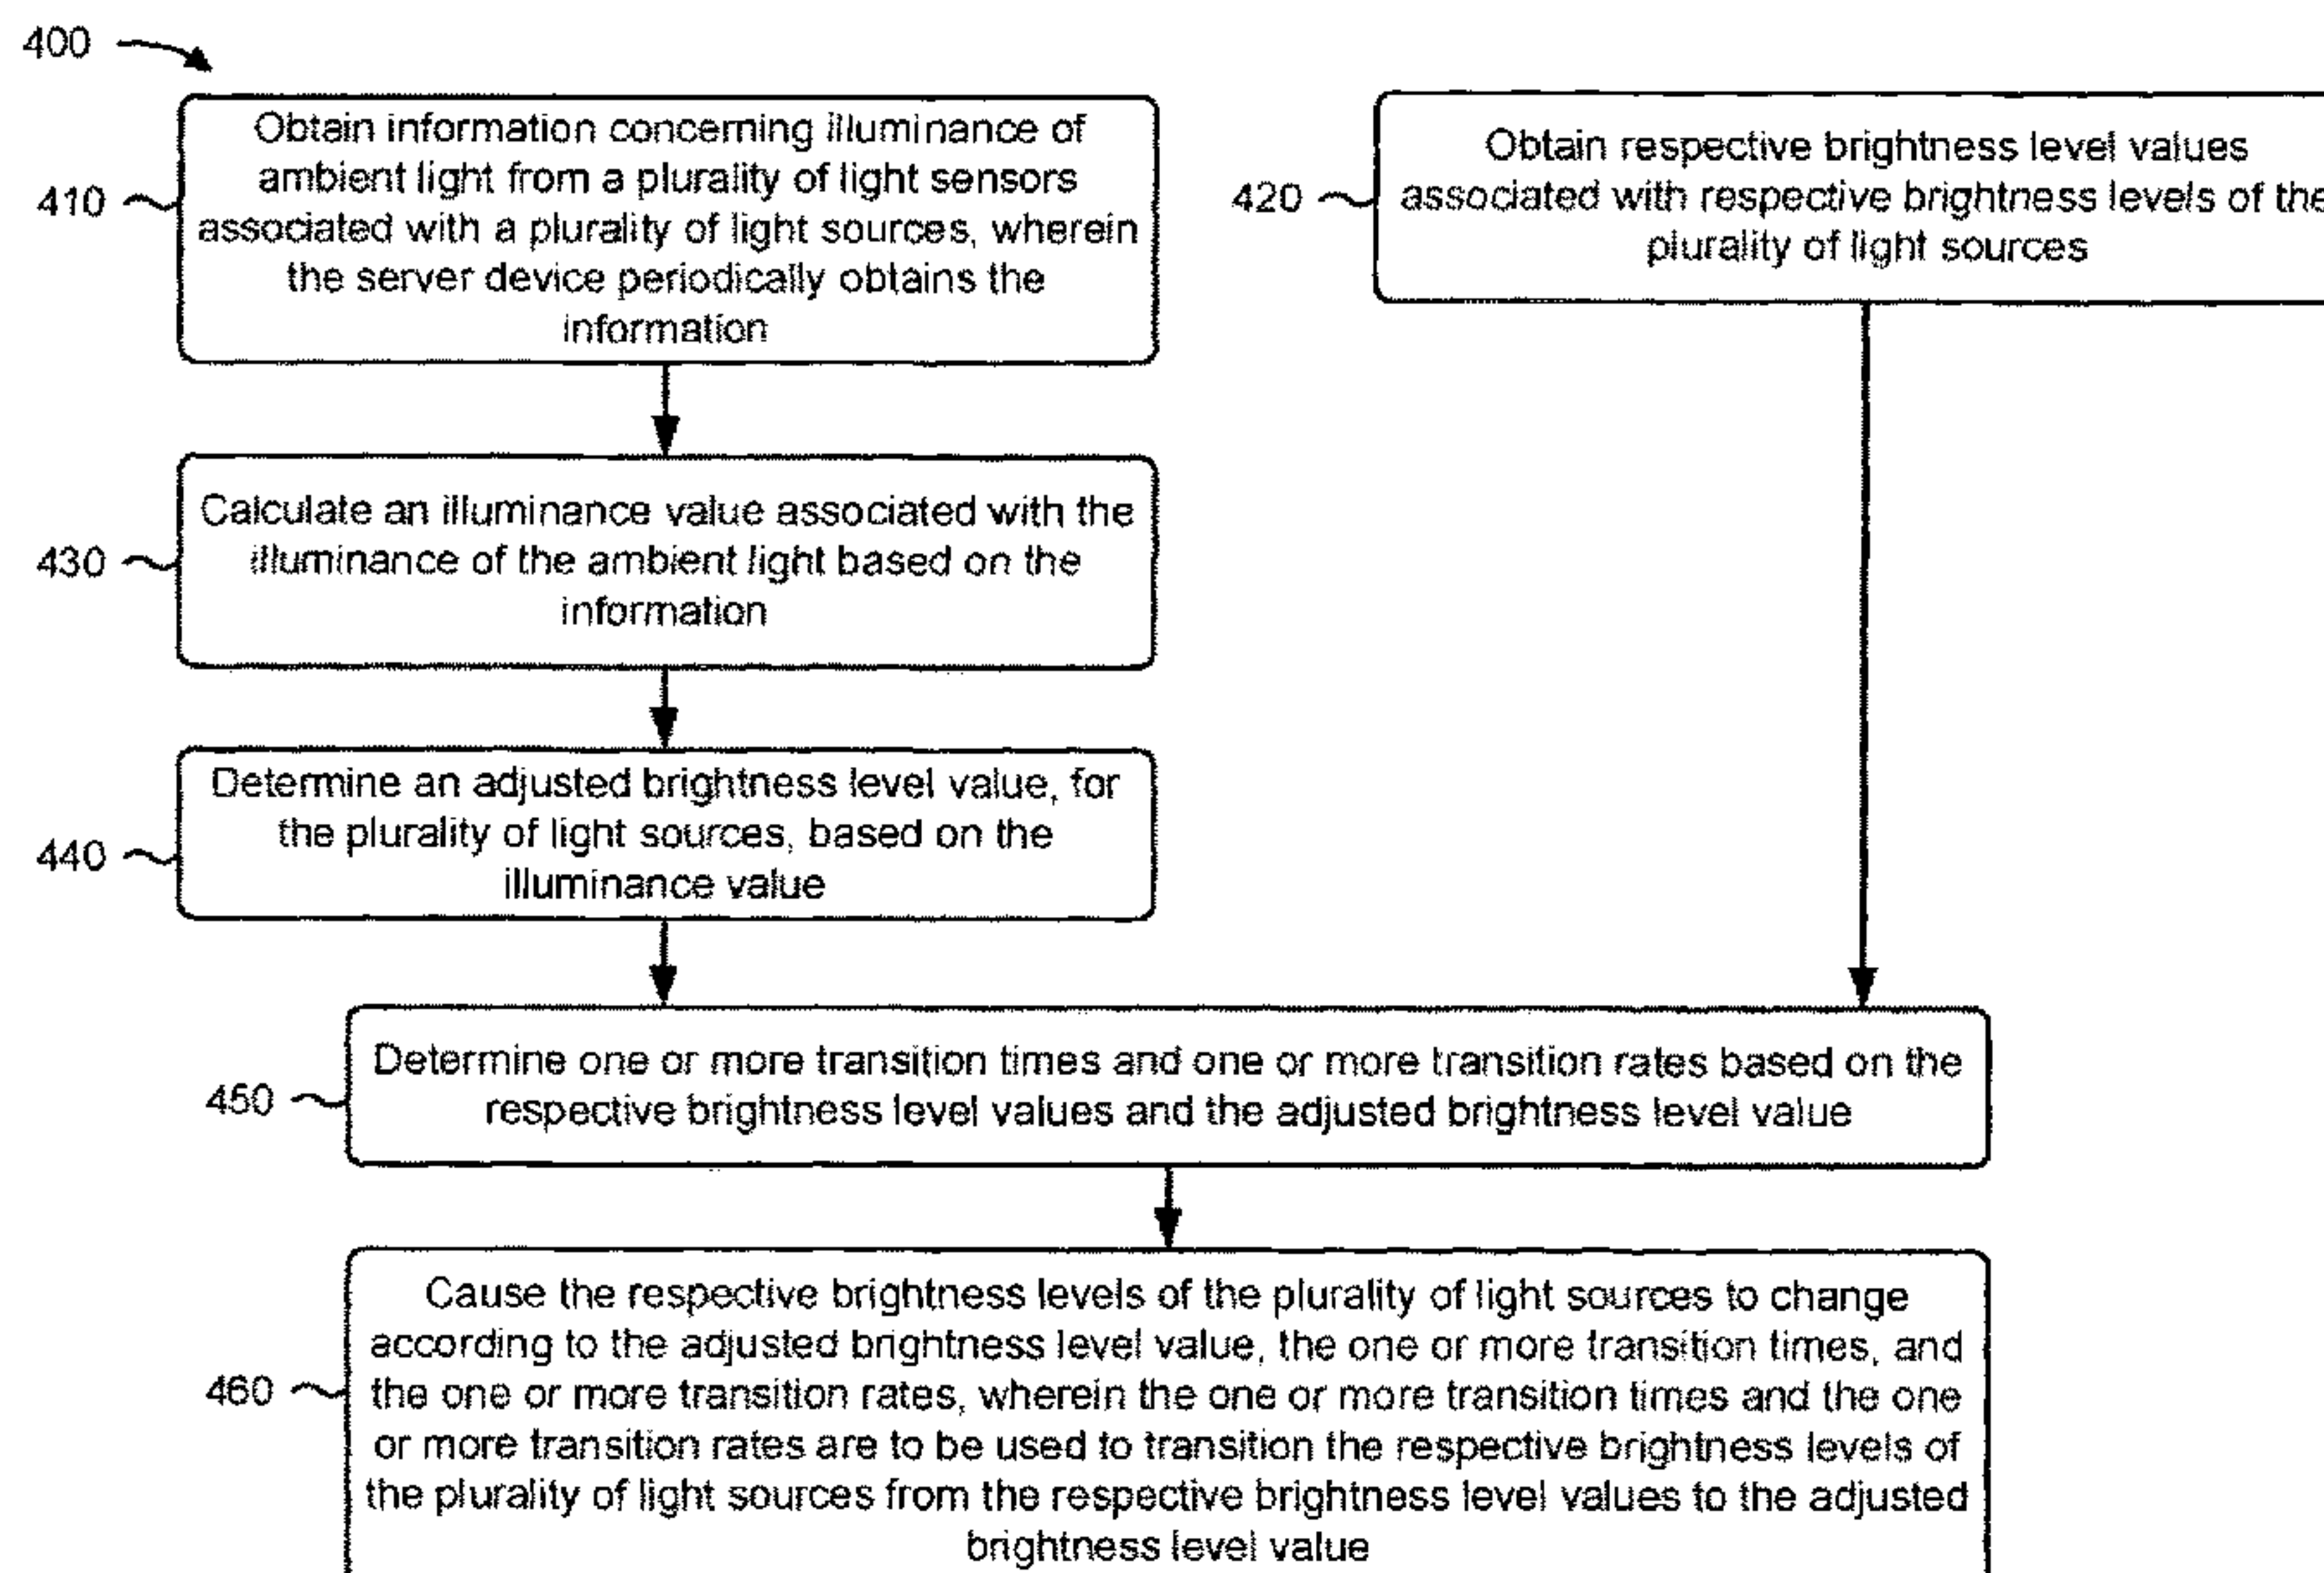 400
410
Obtain information concerning illuminance of
ambient light from a plurality of light sensors
associated with a plurality of light sources, wherein
the server device periodically obtains the
information
420
Obtain respective brightness level values
associated with respective brightness levels of the
plurality of light sources
430
Calculate an illuminance value associated with the
illuminance of the ambient light based on the
information
440
Determine an adjusted brightness level value, for
the plurality of light sources, based on the
illuminance value
450
Determine one or more transition times and one or more transition rates based on the
respective brightness level values and the adjusted brightness level value
460
Cause the respective brightness levels of the plurality of light sources to change
according to the adjusted brightness level value, the one or more transition times, and
the one or more transition rates, wherein the one or more transition times and the one
or more transition rates are to be used to transition the respective brightness levels of
the plurality of light sources from the respective brightness level values to the adjusted
brightness level value